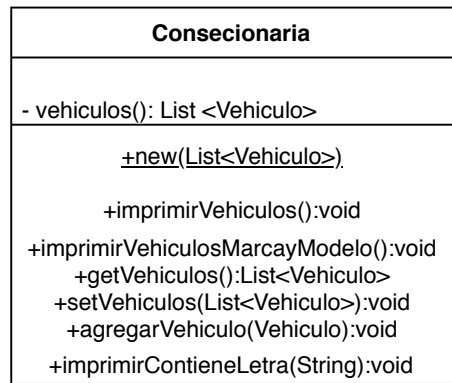 Consecionaria
- vehiculos(): List <Vehiculo>
+new(List<Vehiculo>)
+imprimirVehiculos():void
+imprimirVehiculosMarcayModelo():void
+getVehiculos():List<Vehiculo>
+setVehiculos(List<Vehiculo>):void
+agregarVehiculo(Vehiculo):void
+imprimirContieneLetra(String):void